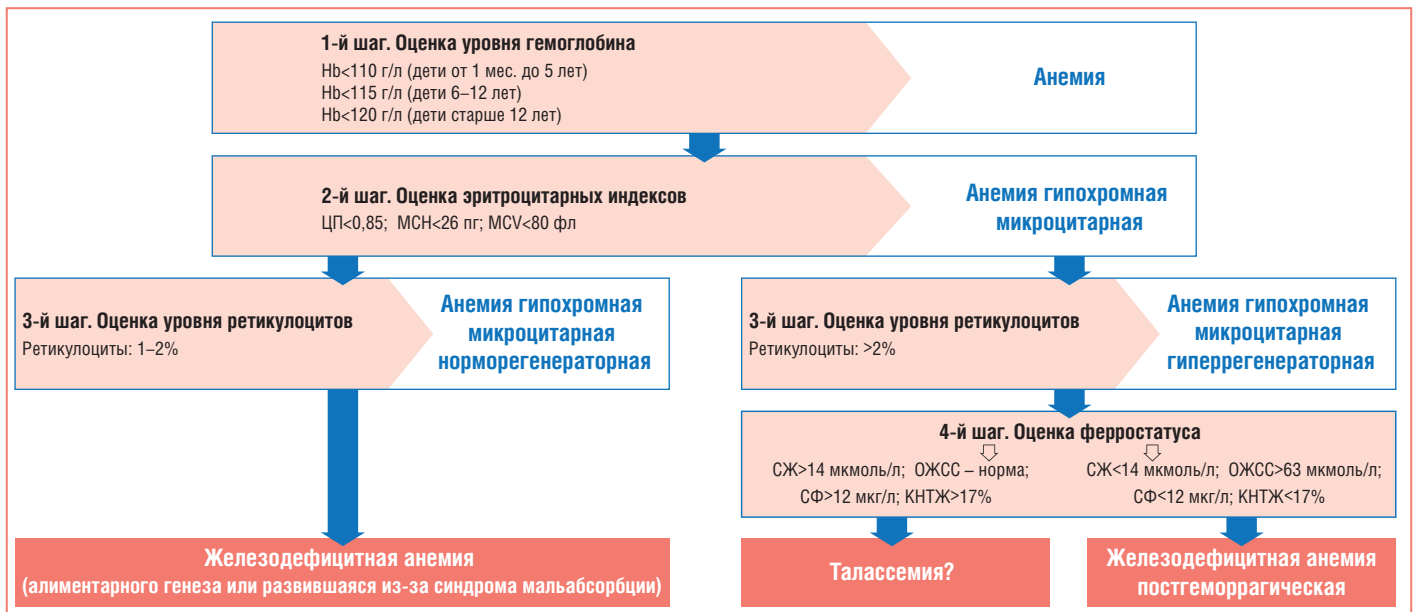 1-й шаг. Оценка уровня гемоглобина
Hb<110 г/л (дети от 1 мес. до 5 лет)
Hb<115 г/л (дети 6–12 лет)
Hb<120 г/л (дети старше 12 лет)
Анемия
2-й шаг. Оценка эритроцитарных индексов
ЦП<0,85; MCH<26 пг; MCV<80 фл
Анемия гипохромная
микроцитарная
3-й шаг. Оценка уровня ретикулоцитов
Ретикулоциты: 1–2%
Анемия гипохромная
микроцитарная
норморегенераторная
3-й шаг. Оценка уровня ретикулоцитов
Ретикулоциты: >2%
Анемия гипохромная
микроцитарная
гиперрегенераторная
4-й шаг. Оценка ферростатуса
СЖ>14 мкмоль/л; ОЖСС – норма;
СФ>12 мкг/л; КНТЖ>17%
СЖ<14 мкмоль/л; ОЖСС>63 мкмоль/л;
СФ<12 мкг/л; КНТЖ<17%
Железодефицитная анемия
(алиментарного генеза или развившаяся из-за синдрома мальабсорбции)
Талассемия?
Железодефицитная анемия
постгеморрагическая